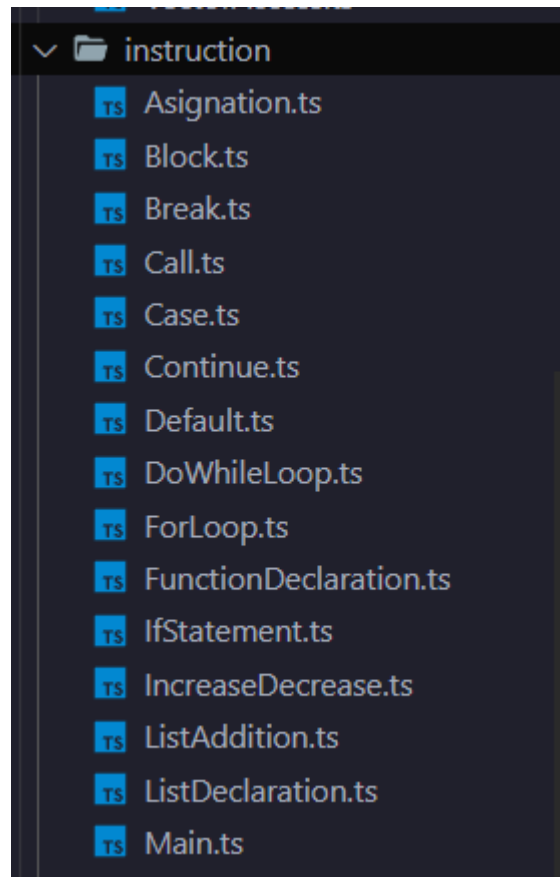 instruction
TS Asignation.ts
TS Block.ts
TS Break.ts
TS Call.ts
TS Case.ts
TS Continue.ts
TS Default.ts
TS DoWhileLoop.ts
TS ForLoop.ts
TS FunctionDeclaration.ts
TS IfStatement.ts
TS IncreaseDecrease.ts
TS ListAddition.ts
TS ListDeclaration.ts
TS Main.ts